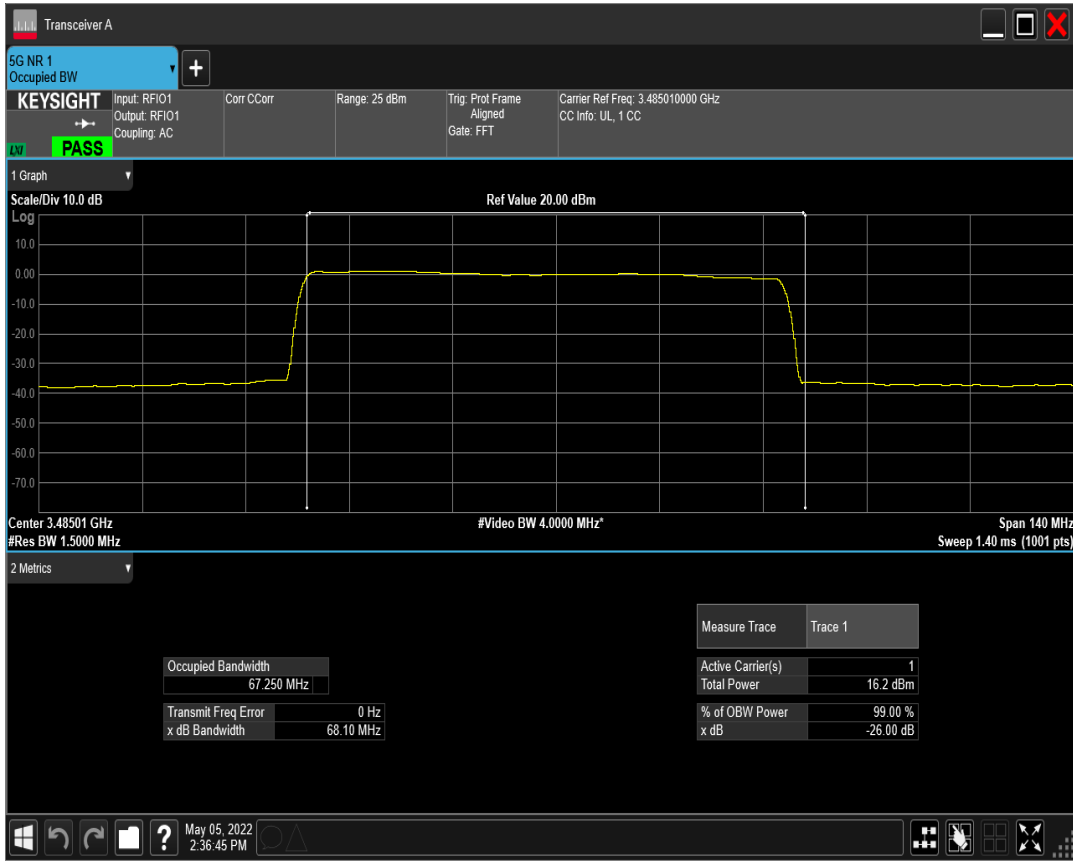 Transceiver A
5G NR 1
Occupied BW
+
KEYSIGHT
LXI
PASS
Input: RFIO1
Output: RFIO1
Coupling: AC
Corr CCorr
Range: 25 dBm
Trig: Prot Frame
Aligned
Gate: FFT
Carrier Ref Freq: 3.485010000 GHz
CC Info: UL, 1 CC
1 Graph
Scale/Div 10.0 dB
Ref Value 20.00 dBm
Log
10.0
0.00
-10.0
-20.0
-30.0
-40.0
-50.0
-60.0
-70.0
Center 3.48501 GHz
#Video BW 4.0000 MHz*
Span 140 MHz
#Res BW 1.5000 MHz
Sweep 1.40 ms (1001 pts)
2 Metrics
Measure Trace Trace 1
Occupied Bandwidth
67.250 MHz
Active Carrier(s) 1
Total Power 16.2 dBm
Transmit Freq Error 0 Hz
x dB Bandwidth 68.10 MHz
% of OBW Power 99.00 %
x dB -26.00 dB
?
May 05, 2022
2:36:45 PM